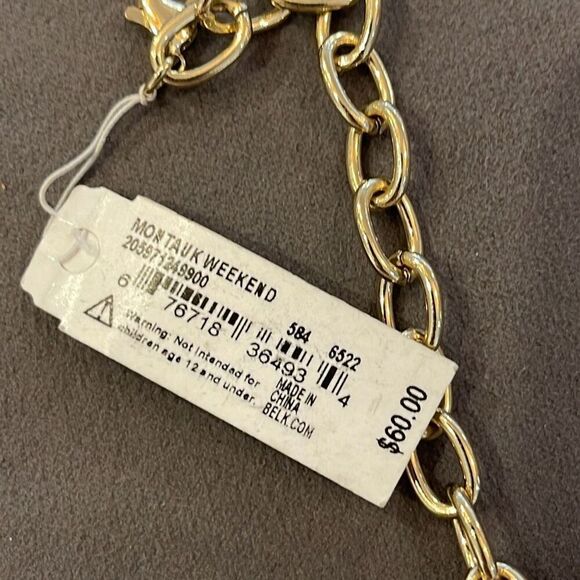 MONTAUK WEEKEND
205971249900
584 6522
6 76718 36493 4
Warning: Not intended for
children age 12 and under.
MADE IN
CHINA
BELK.COM
$60.00